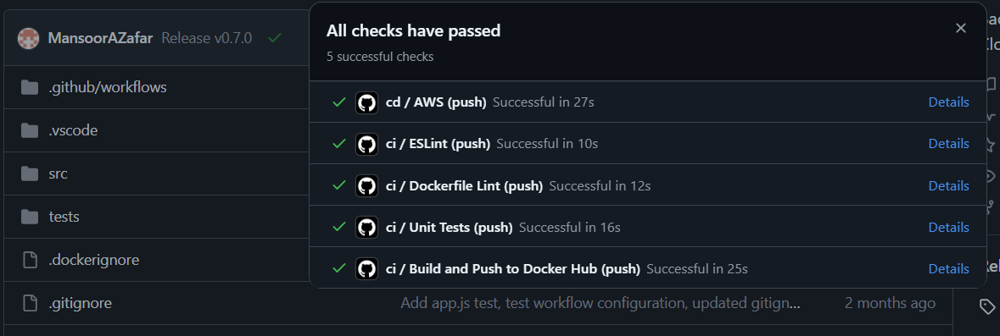 MansoorAZafar Release v0.7.0
All checks have passed
5 successful checks
.github/workflows
cd / AWS (push) Successful in 27s Details
.vscode
ci / ESLint (push) Successful in 10s Details
src
ci / Dockerfile Lint (push) Successful in 12s Details
tests
ci / Unit Tests (push) Successful in 16s Details
.dockerignore
ci / Build and Push to Docker Hub (push) Successful in 25s Details
.gitignore Add app.js test, test workflow configuration, updated gitign... 2 months ago